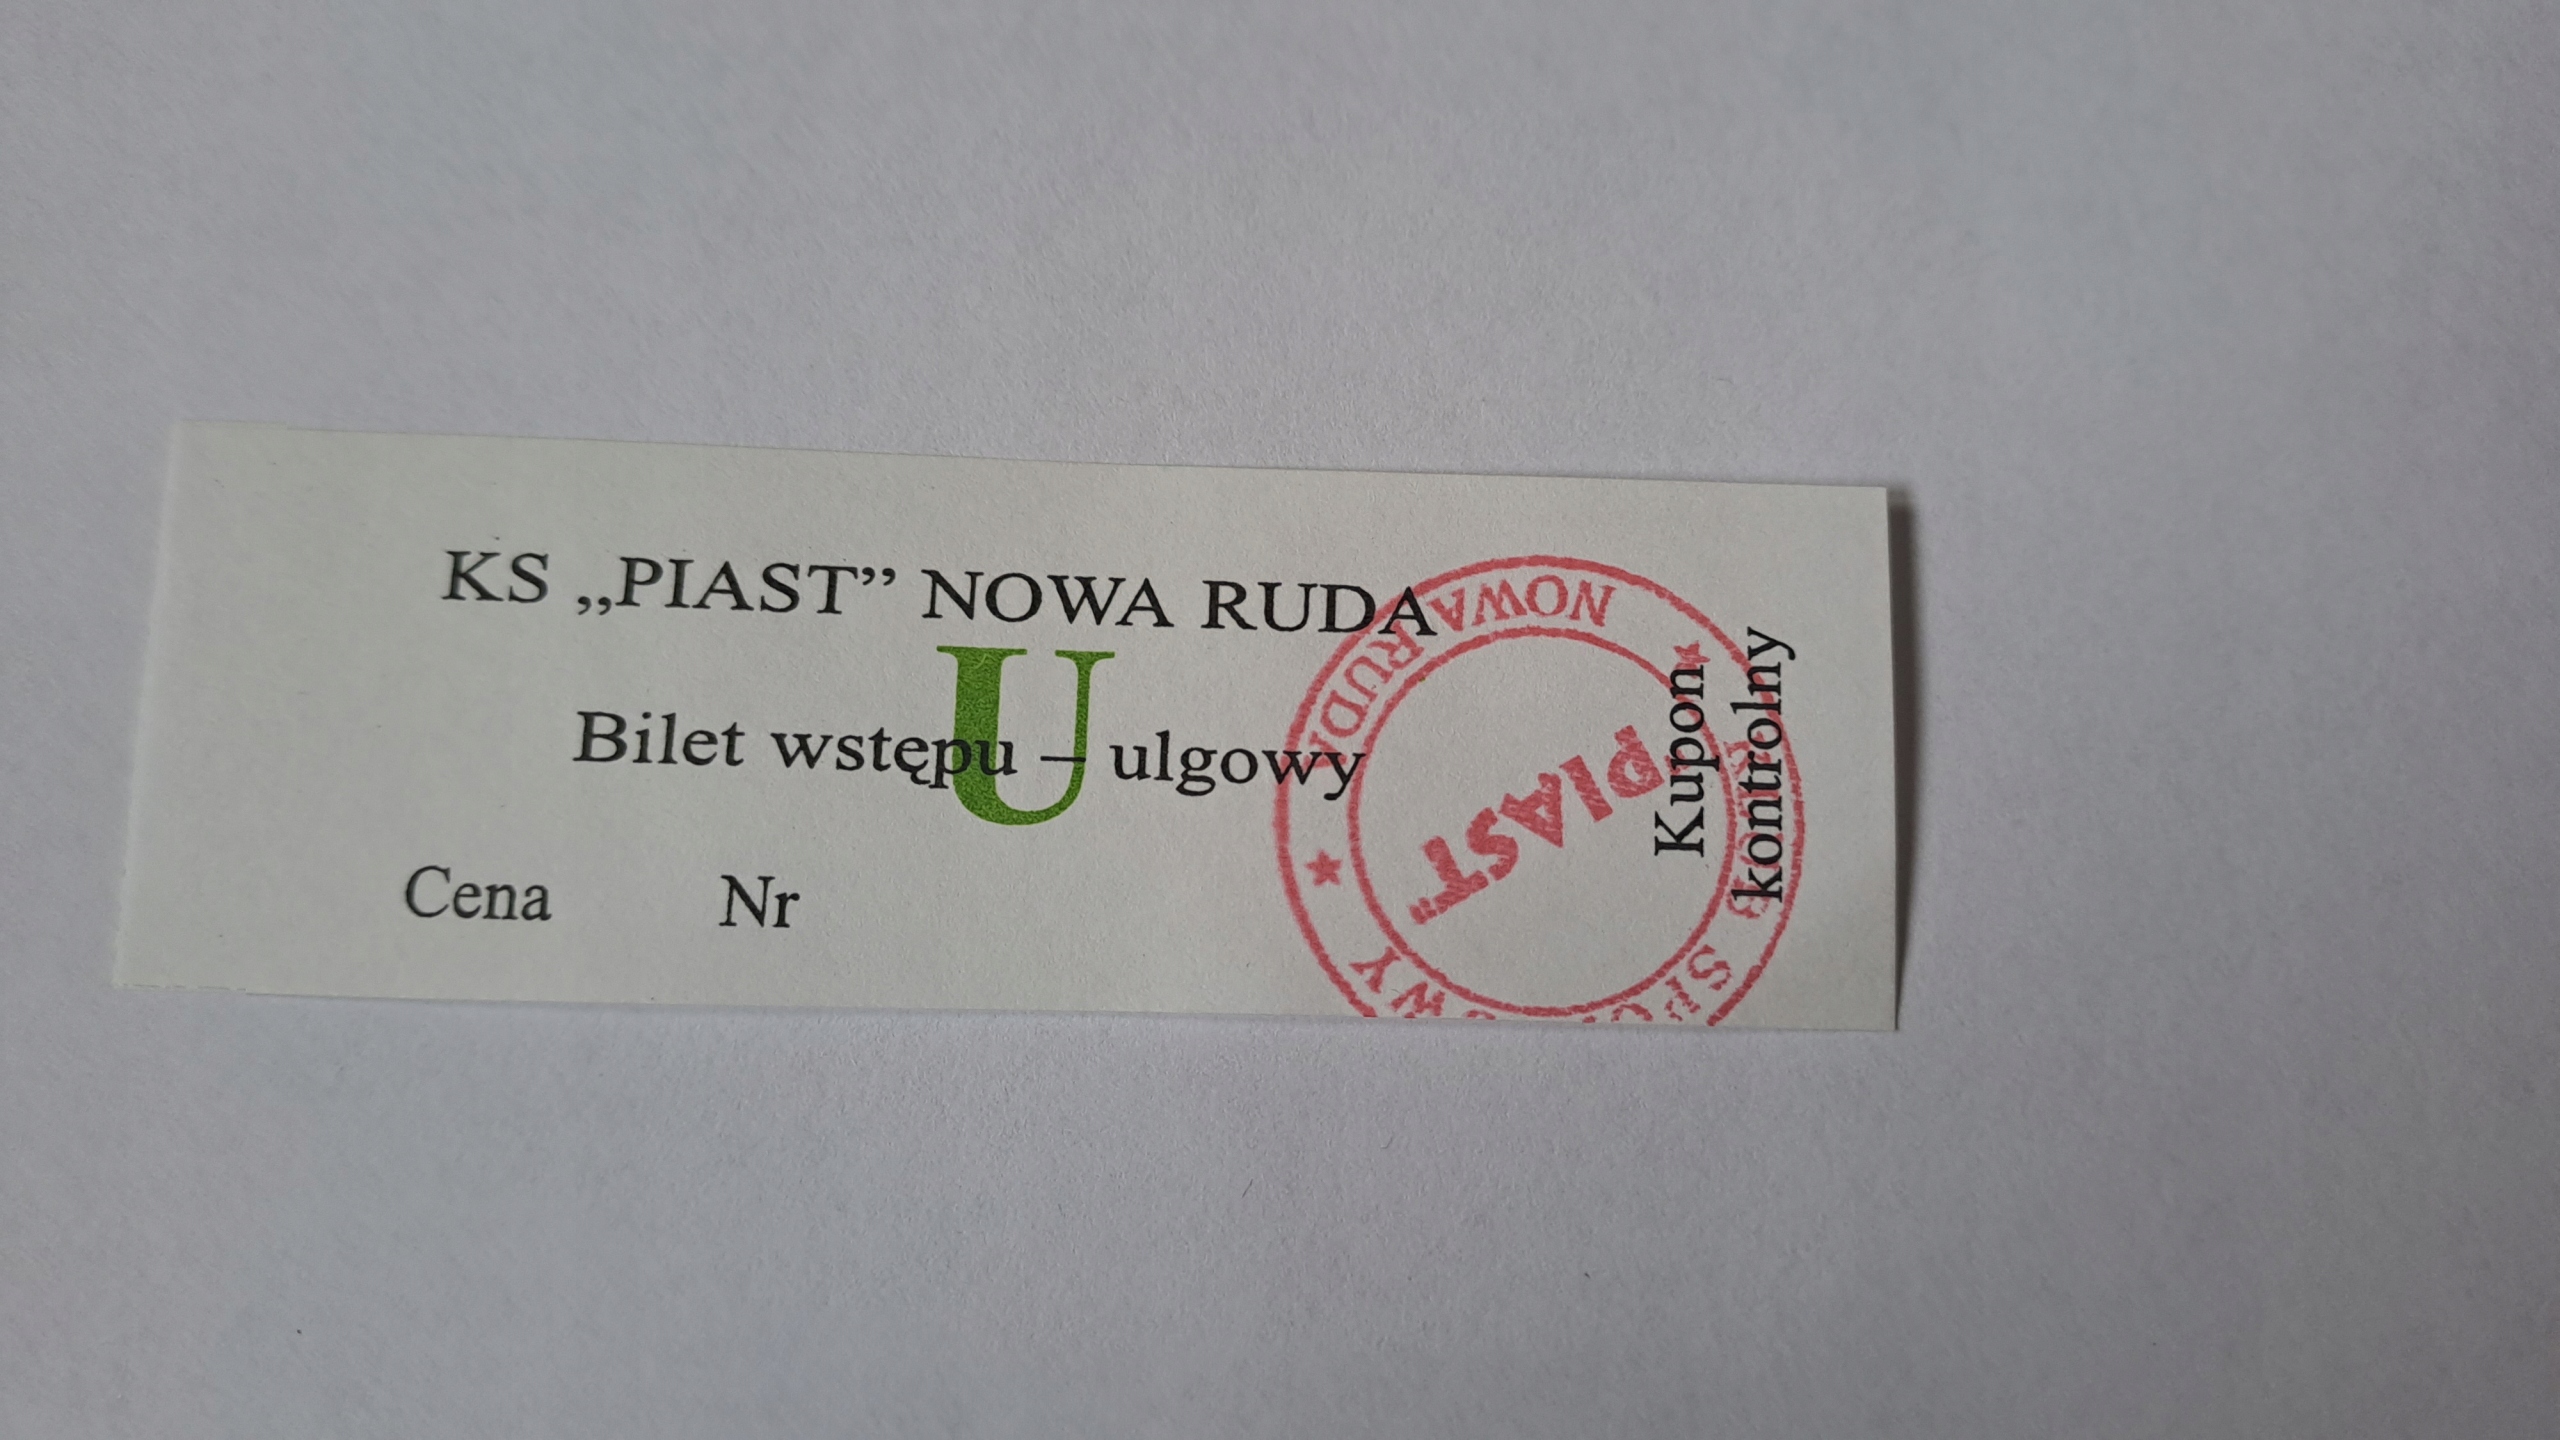 KS „PIAST” NOWA RUDA
U
Bilet wstępu – ulgowy
Cena Nr
Kupon
kontrolny
NOWA RUDA
PIAST"